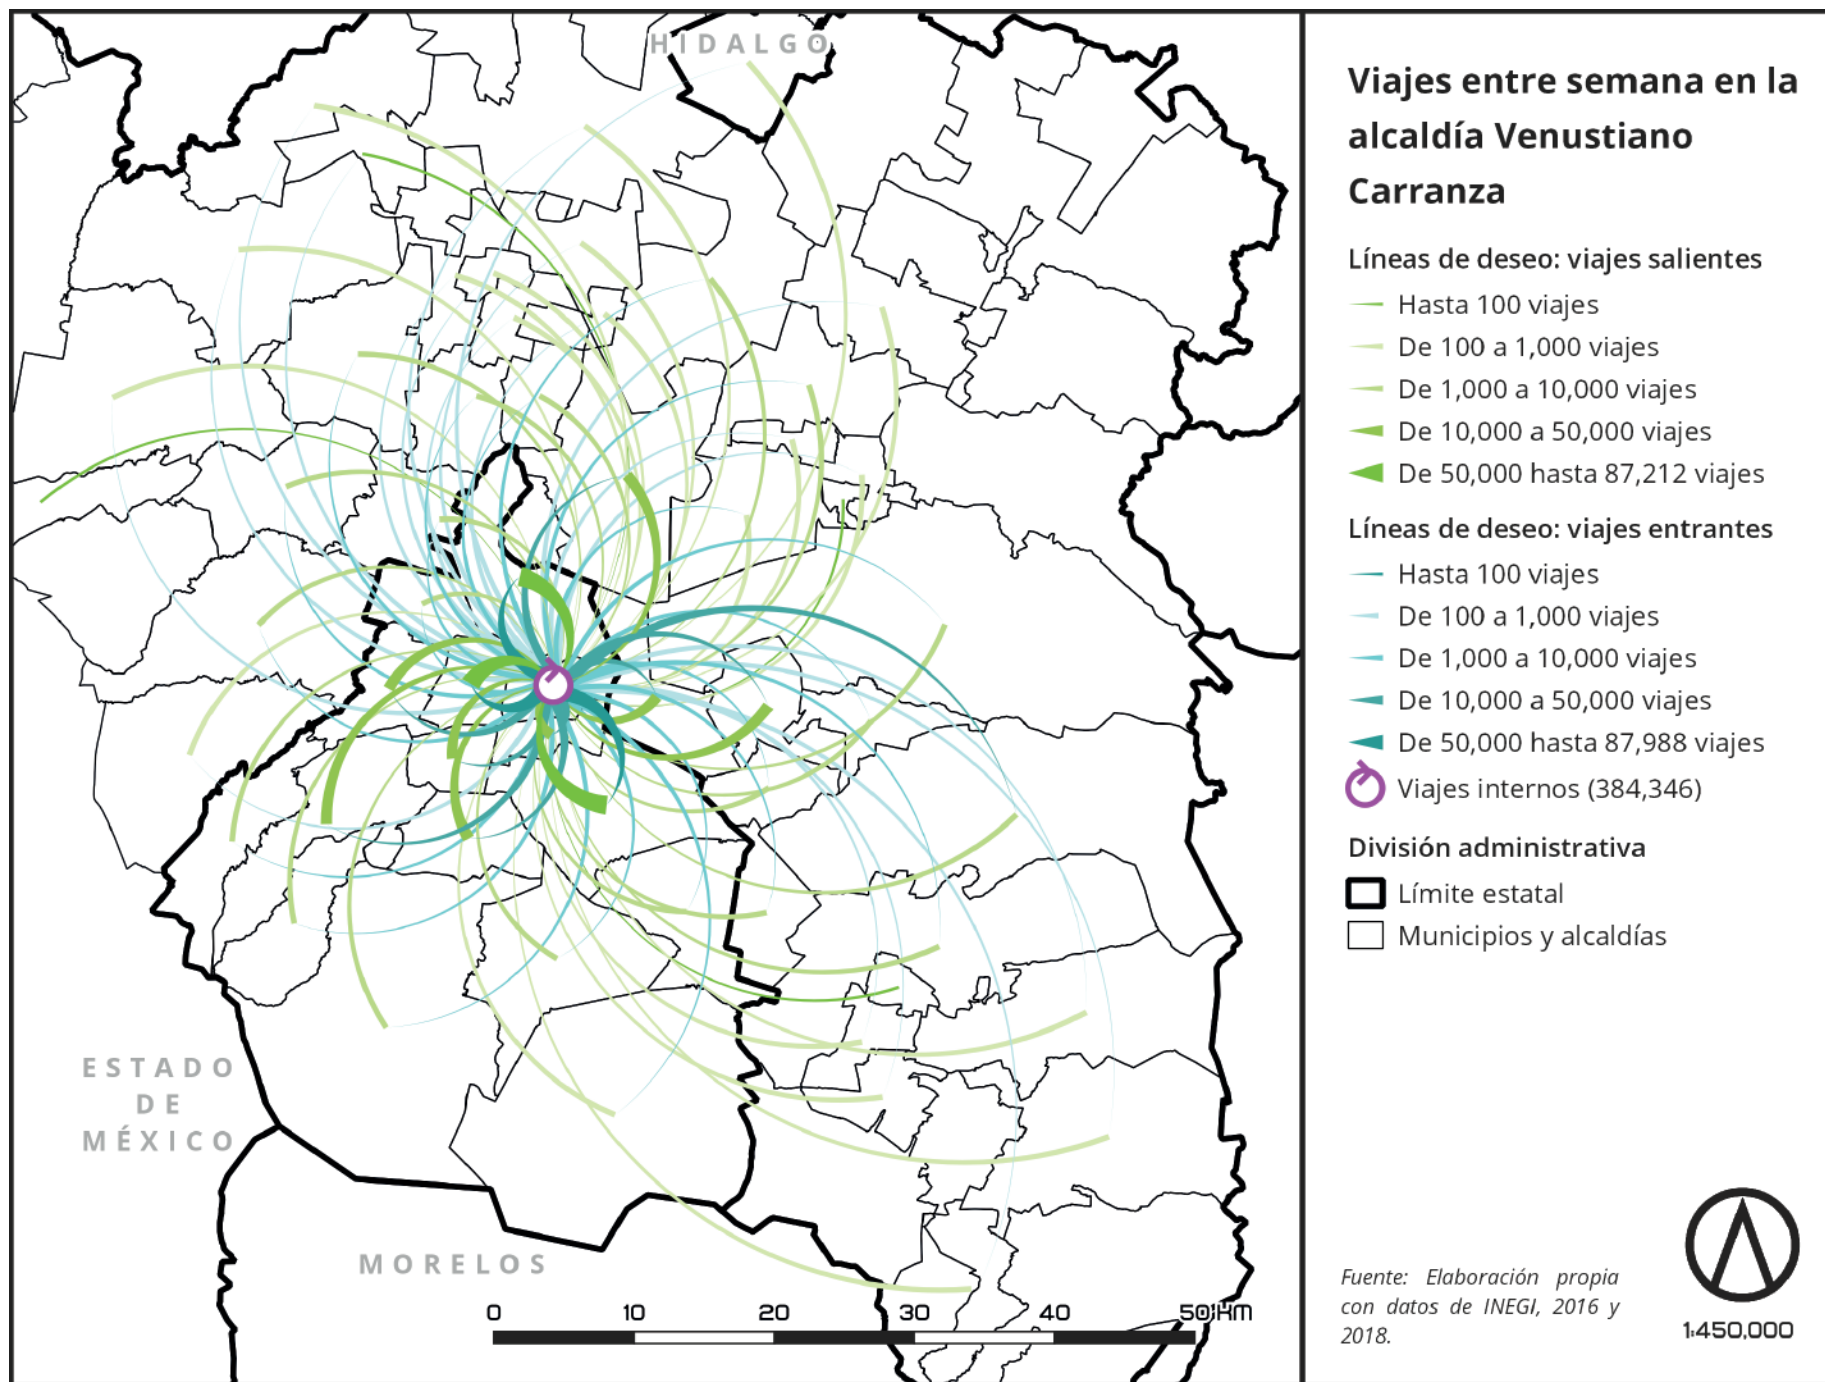 HIDALGO
ESTADO
DE
MÉXICO
MORELOS
0 10 20 30 40 50 KM
Viajes entre semana en la
alcaldía Venustiano
Carranza
Líneas de deseo: viajes salientes
Hasta 100 viajes
De 100 a 1,000 viajes
De 1,000 a 10,000 viajes
De 10,000 a 50,000 viajes
De 50,000 hasta 87,212 viajes
Líneas de deseo: viajes entrantes
Hasta 100 viajes
De 100 a 1,000 viajes
De 1,000 a 10,000 viajes
De 10,000 a 50,000 viajes
De 50,000 hasta 87,988 viajes
Viajes internos (384,346)
División administrativa
Límite estatal
Municipios y alcaldías
Fuente: Elaboración propia
con datos de INEGI, 2016 y
2018.
1:450,000